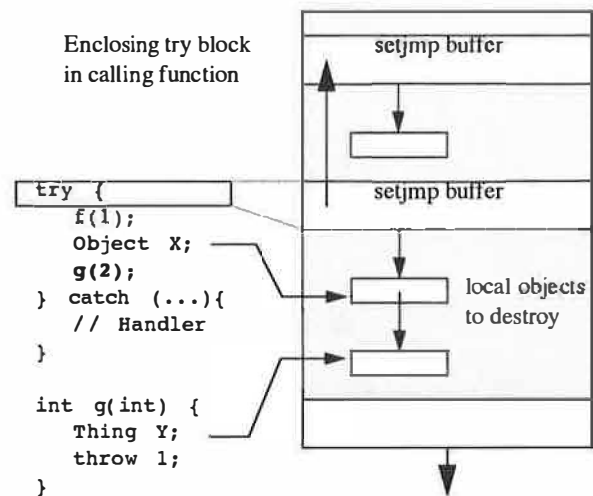 Enclosing try block
in calling function
setjmp buffer
setjmp buffer
try {
f(1);
Object X;
g(2);
} catch (...){
// Handler
}
local objects
to destroy
int g(int) {
Thing Y;
throw 1;
}